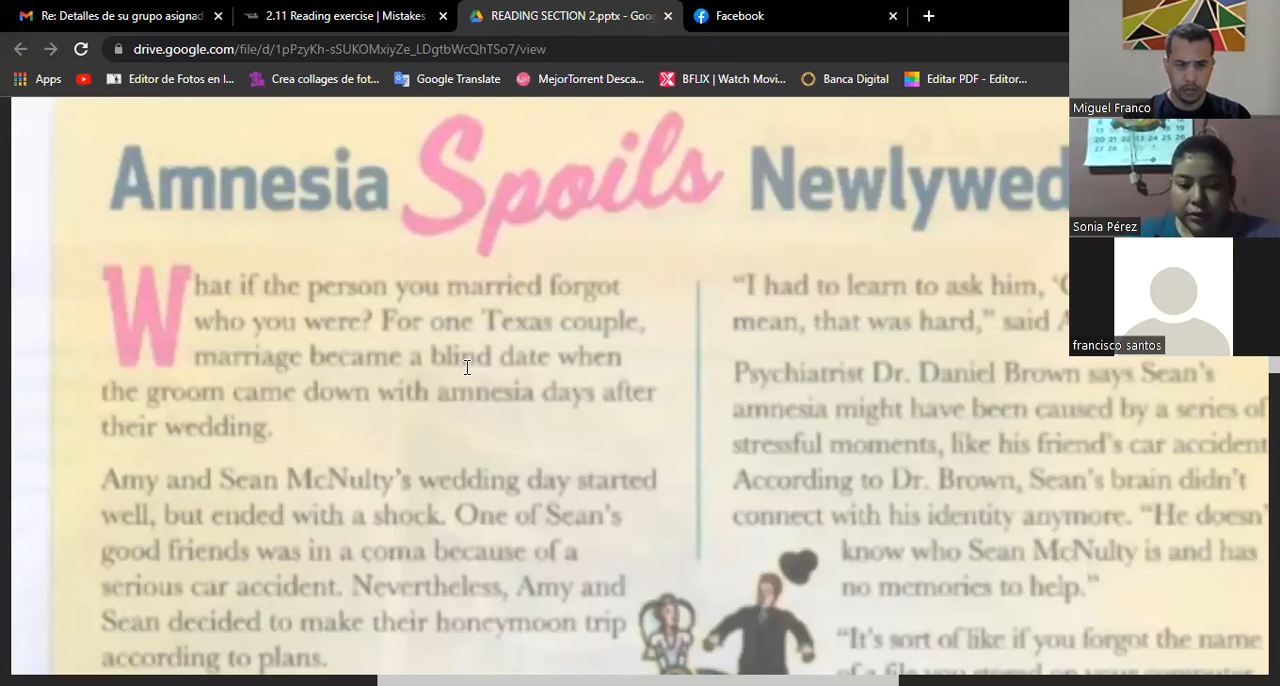 Re: Detalles de su grupo asignad
2.11 Reading exercise | Mistakes
READING SECTION 2.pptx - Goo
Facebook
drive.google.com/file/d/1pPzyKh-sSUKOMxiyZe_LDgtbWcQhTSo7/view
Apps
Editor de Fotos en l...
Crea collages de fot...
Google Translate
MejorTorrent Desca...
BFLIX | Watch Movi...
Banca Digital
Editar PDF - Editor...
Miguel Franco
Sonia Pérez
francisco santos
Amnesia Spoils Newlywed
What if the person you married forgot
who you were? For one Texas couple,
marriage became a blind date when
the groom came down with amnesia days after
their wedding.
Amy and Sean McNulty's wedding day started
well, but ended with a shock. One of Sean's
good friends was in a coma because of a
serious car accident. Nevertheless, Amy and
Sean decided to make their honeymoon trip
according to plans.
"I had to learn to ask him,
mean, that was hard," said
Psychiatrist Dr. Daniel Brown says Sean's
amnesia might have been caused by a series of
stressful moments, like his friend's car accident
According to Dr. Brown, Sean's brain didn't
connect with his identity anymore. "He doesn'
know who Sean McNulty is and has
no memories to help."
"It's sort of like if you forgot the name
of a file you stored on your computer